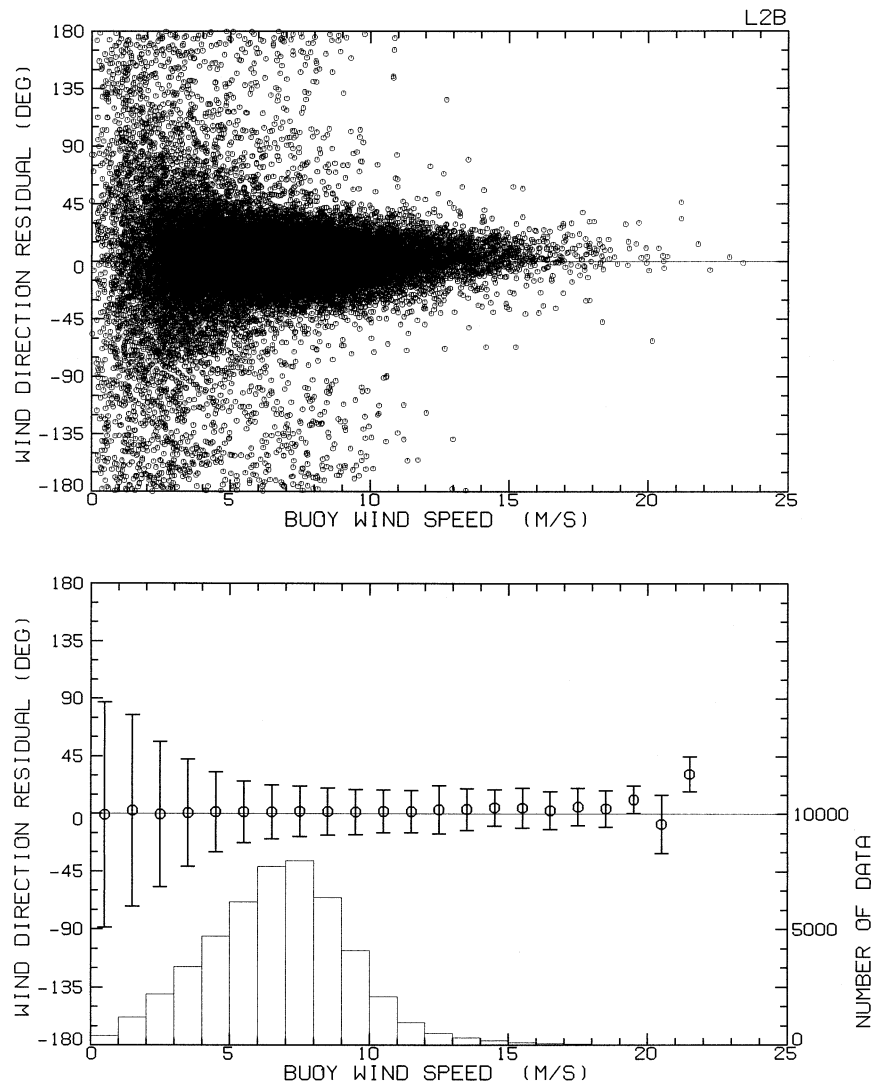 L2B
WIND DIRECTION RESIDUAL (DEG)
180
135
90
45
0
-45
-90
-135
-180
0 5 10 15 20 25
BUOY WIND SPEED (M/S)
WIND DIRECTION RESIDUAL (DEG)
180
135
90
45
0
-45
-90
-135
-180
10000
5000
0
NUMBER OF DATA
0 5 10 15 20 25
BUOY WIND SPEED (M/S)